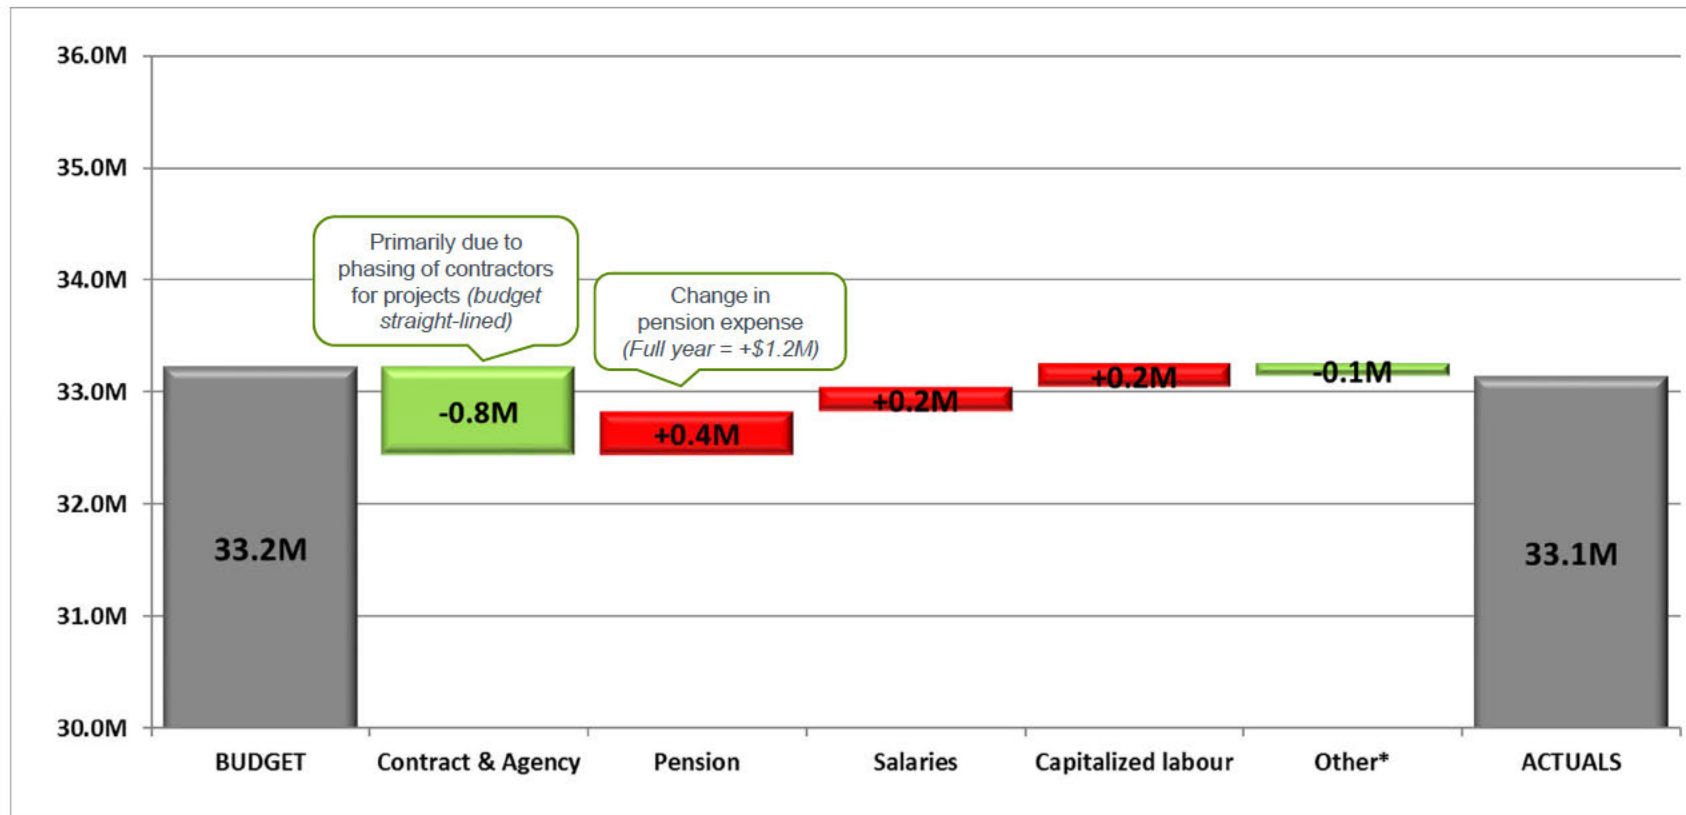 36.0M
35.0M
34.0M
33.0M
32.0M
31.0M
30.0M
Primarily due to
phasing of contractors
for projects (budget
straight-lined)
Change in
pension expense
(Full year = +$1.2M)
33.2M
-0.8M
+0.4M
+0.2M
+0.2M
-0.1M
33.1M
BUDGET
Contract & Agency
Pension
Salaries
Capitalized labour
Other*
ACTUALS